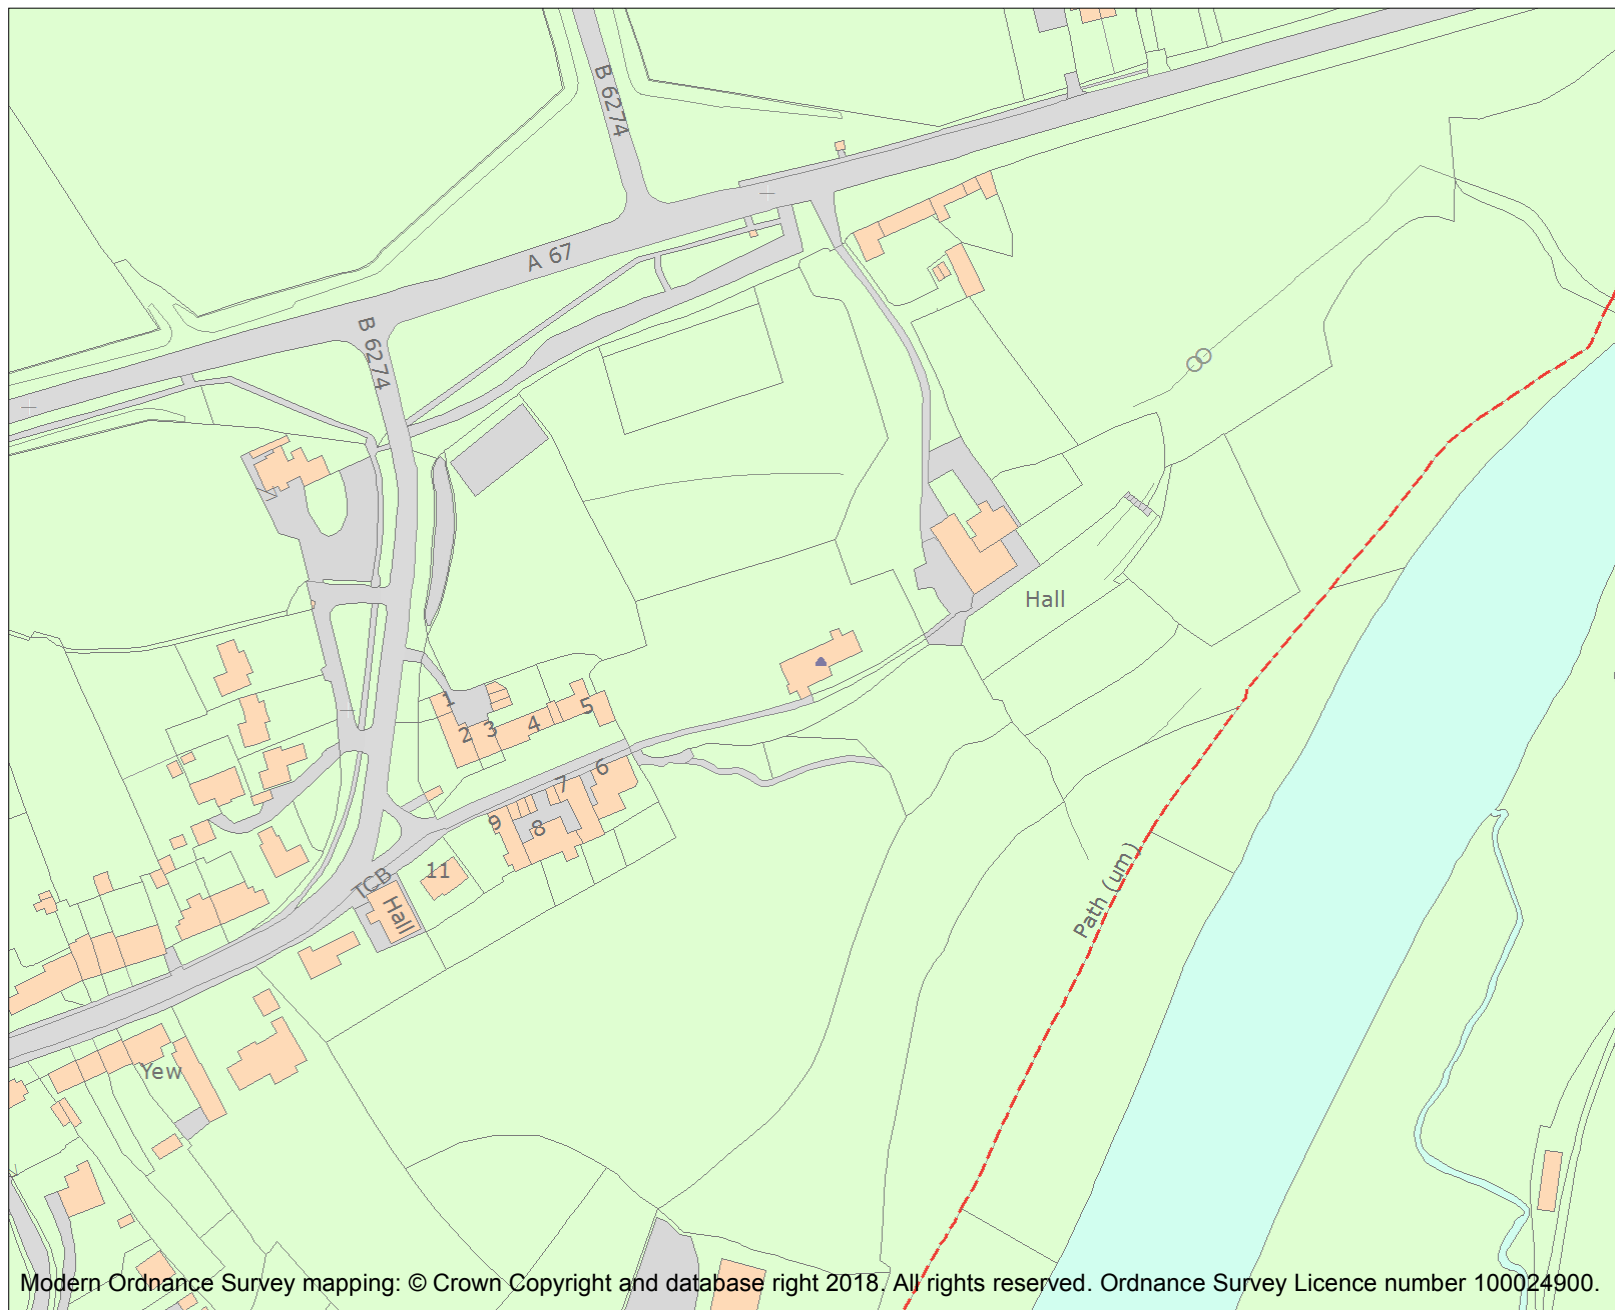 B 6274
A 67
B 6274
Hall
1
2
3
4
5
6
7
8
9
11
TCB
Hall
Path (um)
Yew
Modern Ordnance Survey mapping: © Crown Copyright and database right 2018. All rights reserved. Ordnance Survey Licence number 100024900.